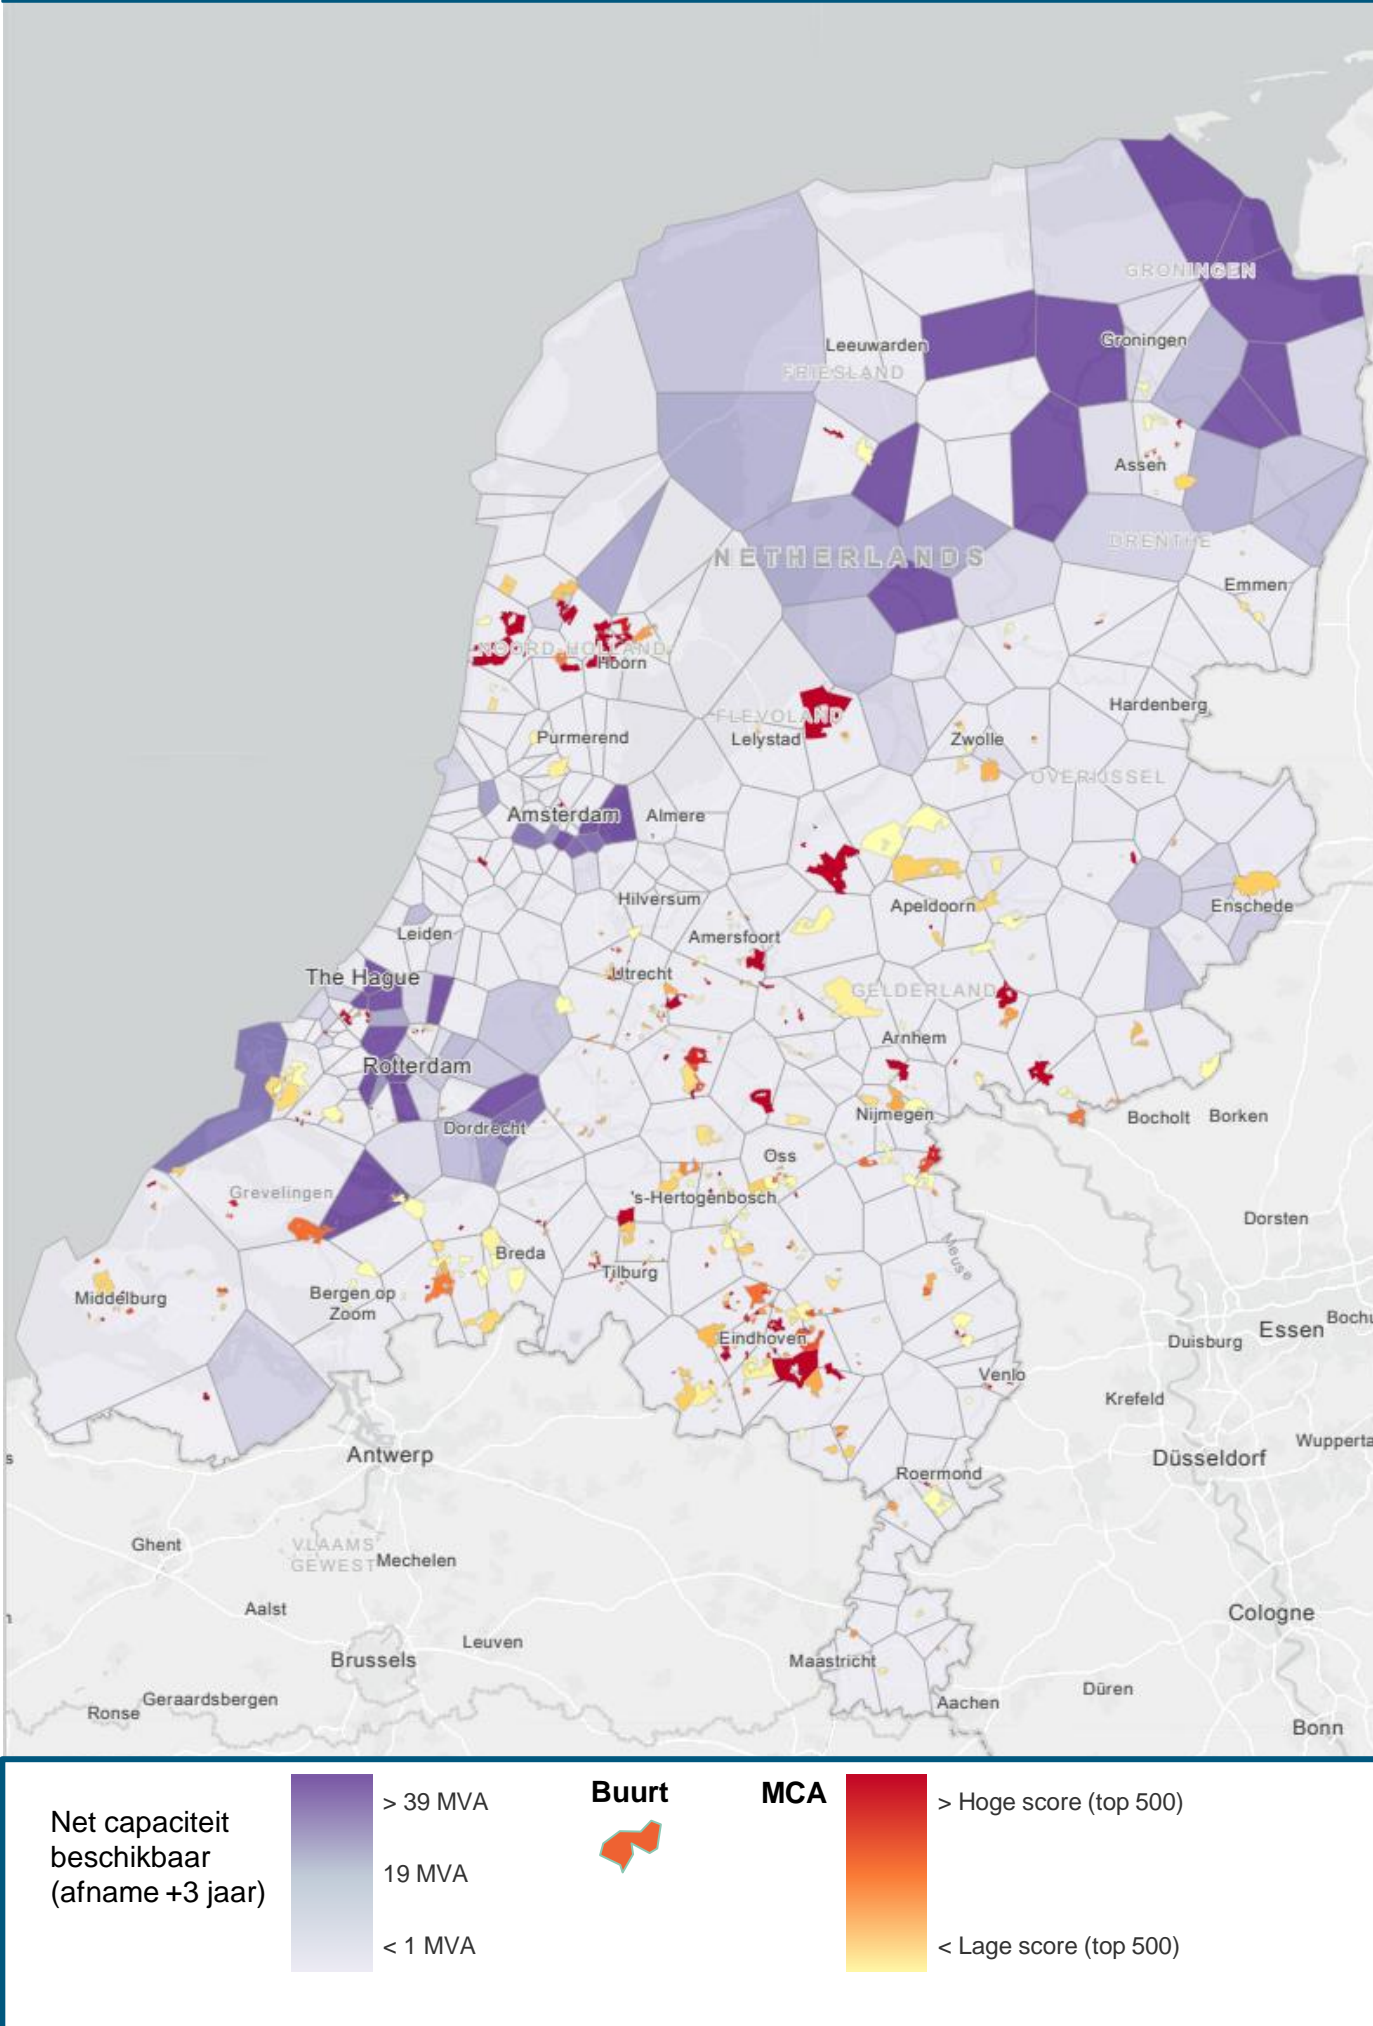 GRONINGEN
Leeuwarden
Groningen
FRIESLAND
Assen
DRENTHE
NETHERLANDS
Emmen
NOORD-HOLLAND
Hoorn
Hardenberg
FLEVOLAND
Purmerend
Lelystad
Zwolle
OVERIJSSEL
Amsterdam
Almere
Hilversum
Apeldoorn
Enschede
Leiden
Amersfoort
The Hague
Utrecht
GELDERLAND
Arnhem
Rotterdam
Nijmegen
Bocholt
Borken
Dordrecht
Oss
Grevelingen
's-Hertogenbosch
Dorsten
Meuse
Breda
Tilburg
Middelburg
Bergen op
Zoom
Bochu
Essen
Eindhoven
Duisburg
Venlo
Krefeld
Wupperta
s
Antwerp
Düsseldorf
Roermond
Ghent
VLAAMS
GEWEST
Mechelen
Aalst
Cologne
Leuven
Brussels
Maastricht
Düren
Geraardsbergen
Aachen
Ronse
Bonn
Net capaciteit
beschikbaar
(afname +3 jaar)
> 39 MVA
19 MVA
< 1 MVA
Buurt
MCA
> Hoge score (top 500)
< Lage score (top 500)